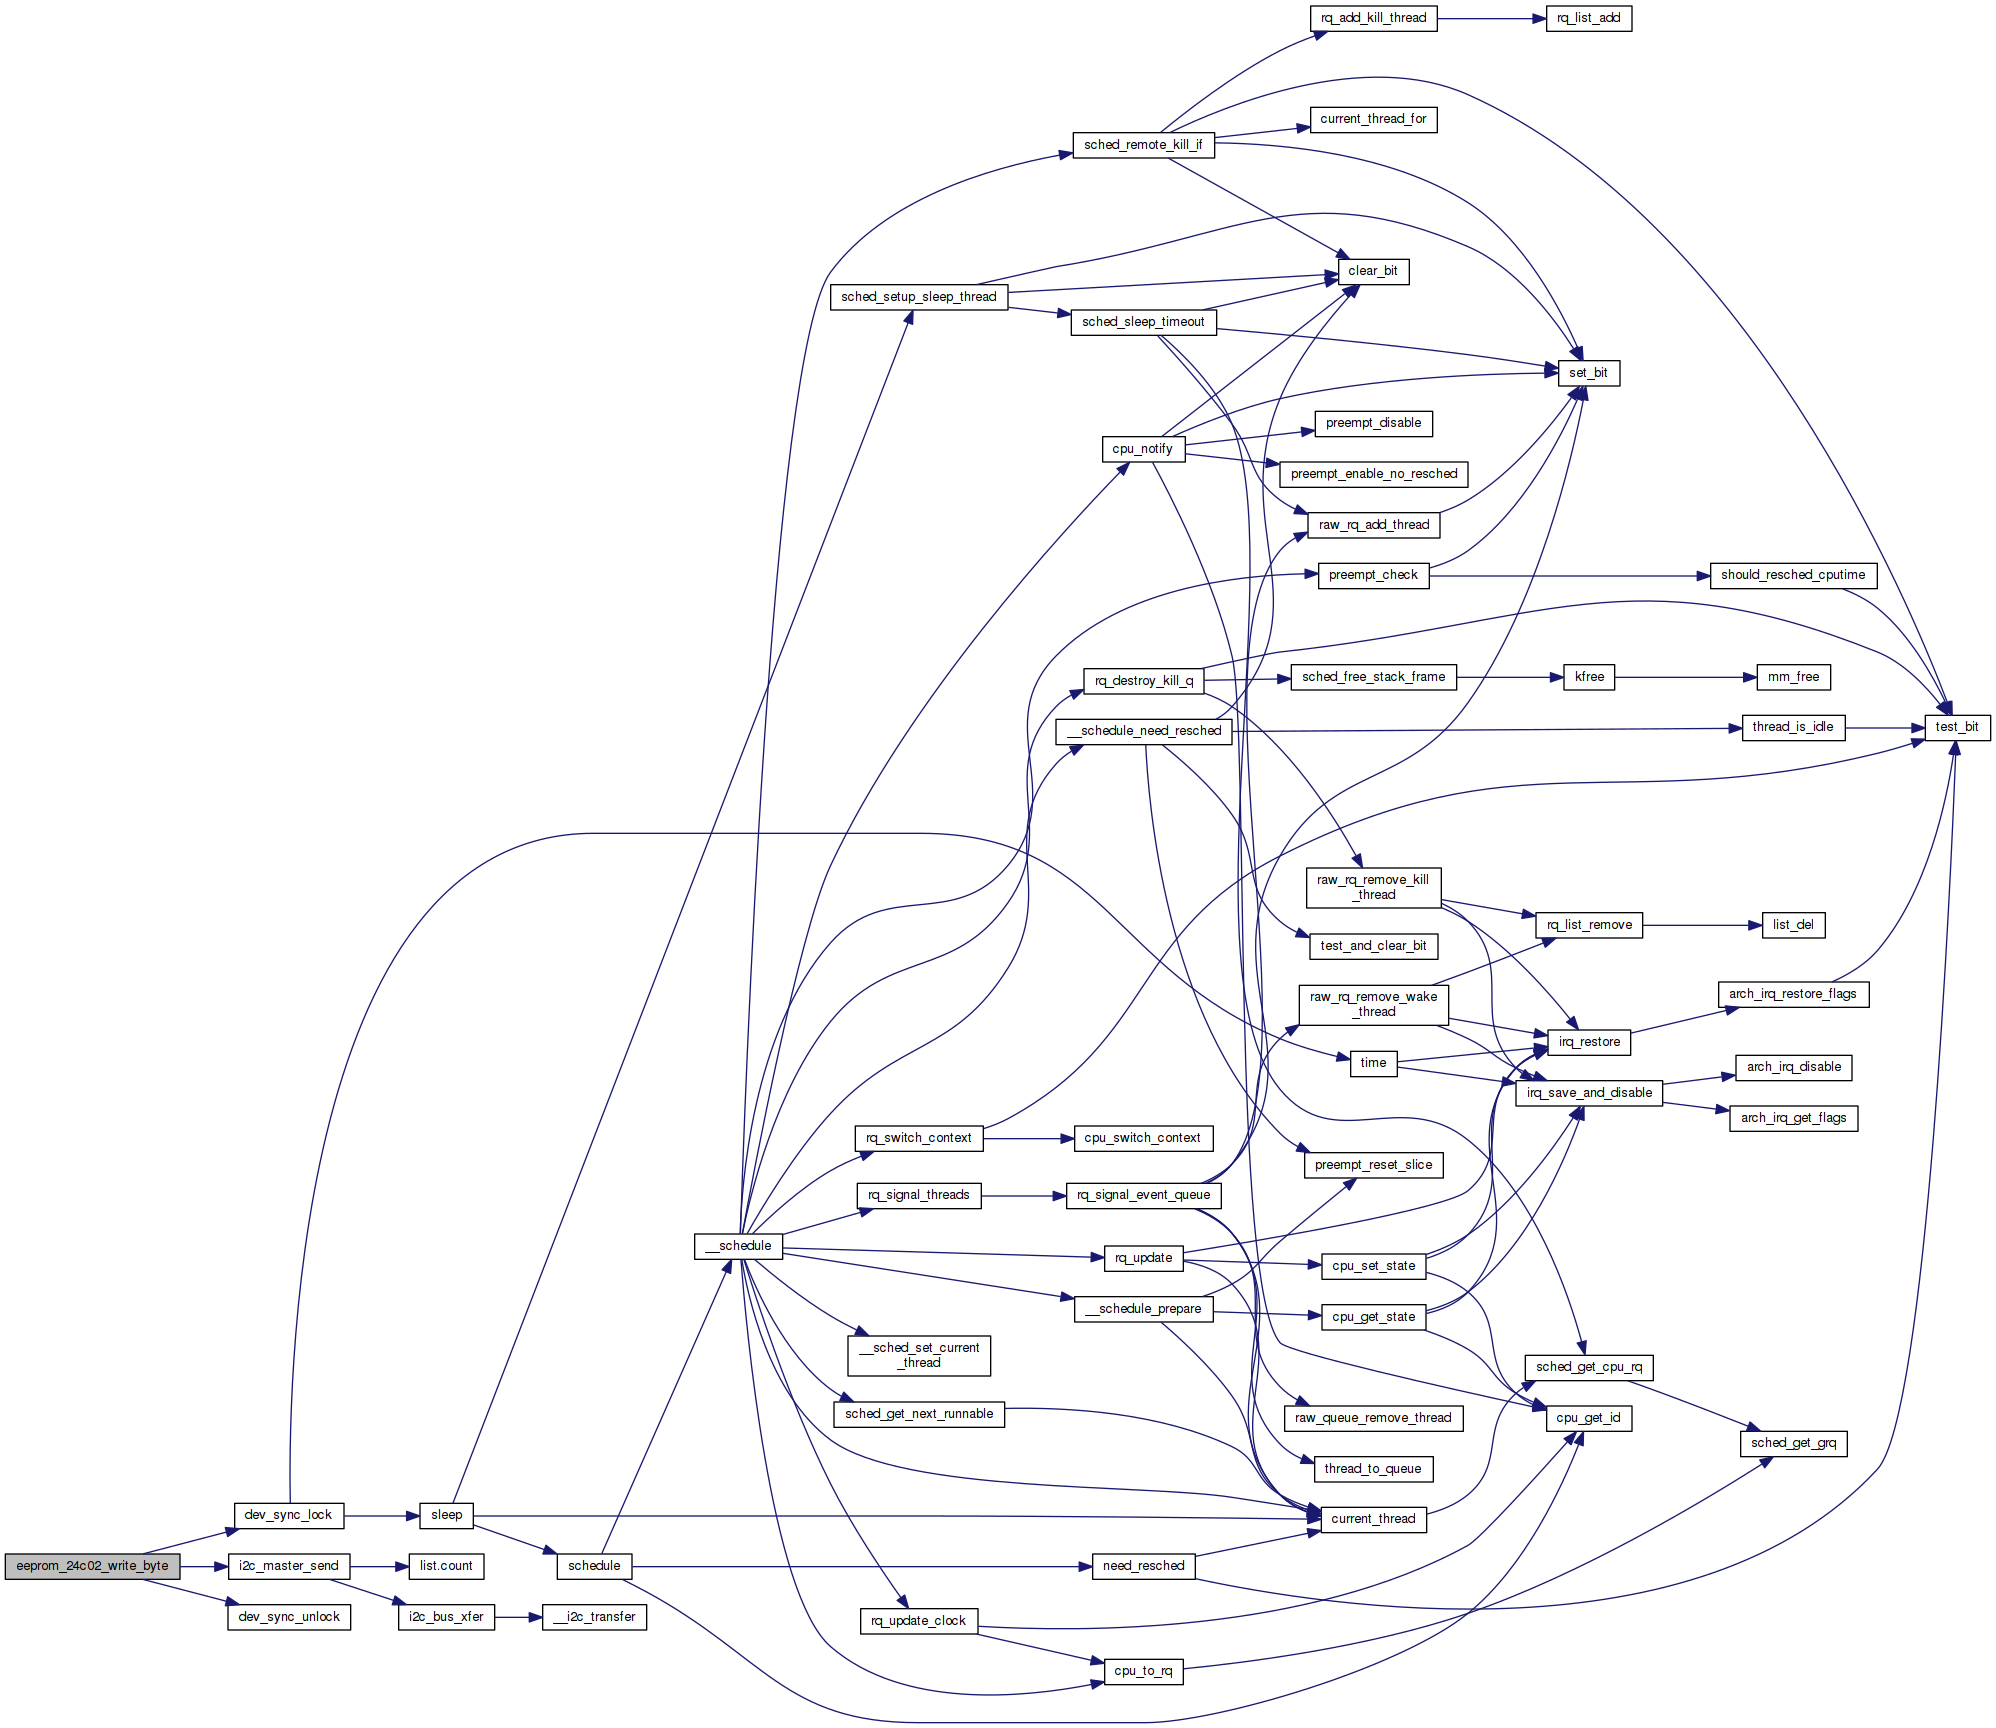 rq_add_kill_thread
rq_list_add
current_thread_for
sched_remote_kill_if
clear_bit
sched_setup_sleep_thread
sched_sleep_timeout
set_bit
preempt_disable
cpu_notify
preempt_enable_no_resched
raw_rq_add_thread
preempt_check
should_resched_cputime
rq_destroy_kill_q
sched_free_stack_frame
kfree
mm_free
__schedule_need_resched
thread_is_idle
test_bit
raw_rq_remove_kill
_thread
rq_list_remove
list_del
test_and_clear_bit
raw_rq_remove_wake
_thread
arch_irq_restore_flags
irq_restore
time
arch_irq_disable
irq_save_and_disable
arch_irq_get_flags
rq_switch_context
cpu_switch_context
preempt_reset_slice
rq_signal_threads
rq_signal_event_queue
__schedule
rq_update
cpu_set_state
__schedule_prepare
cpu_get_state
__sched_set_current
_thread
sched_get_cpu_rq
sched_get_next_runnable
raw_queue_remove_thread
cpu_get_id
sched_get_grq
thread_to_queue
dev_sync_lock
sleep
current_thread
eeprom_24c02_write_byte
i2c_master_send
list.count
schedule
need_resched
dev_sync_unlock
i2c_bus_xfer
__i2c_transfer
rq_update_clock
cpu_to_rq